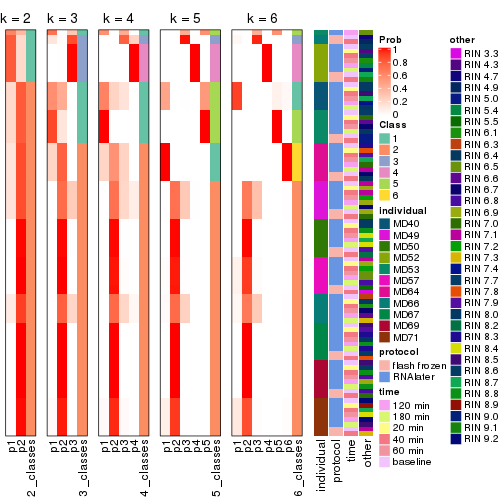 k = 2
k = 3
k = 4
k = 5
k = 6
p1
p2
2_classes
p1
p2
p3
3_classes
p1
p2
p3
p4
4_classes
p1
p2
p3
p4
p5
5_classes
p1
p2
p3
p4
p5
p6
6_classes
individual
protocol
time
other
Prob
1
0.8
0.6
0.4
0.2
0
Class
1
2
3
4
5
6
individual
MD40
MD49
MD50
MD52
MD53
MD57
MD64
MD66
MD67
MD69
MD71
protocol
flash frozen
RNAlater
time
120 min
180 min
20 min
40 min
60 min
baseline
other
RIN 3.3
RIN 4.3
RIN 4.7
RIN 4.9
RIN 5.0
RIN 5.4
RIN 5.5
RIN 6.1
RIN 6.3
RIN 6.4
RIN 6.5
RIN 6.6
RIN 6.7
RIN 6.8
RIN 6.9
RIN 7.0
RIN 7.1
RIN 7.2
RIN 7.3
RIN 7.4
RIN 7.7
RIN 7.8
RIN 7.9
RIN 8.0
RIN 8.2
RIN 8.3
RIN 8.4
RIN 8.5
RIN 8.6
RIN 8.7
RIN 8.8
RIN 8.9
RIN 9.0
RIN 9.1
RIN 9.2